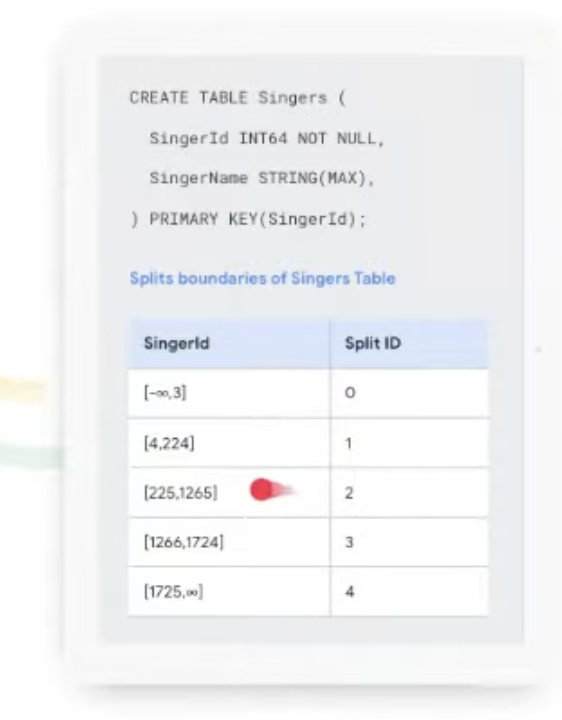 CREATE TABLE Singers (
SingerId INT64 NOT NULL,
SingerName STRING(MAX),
) PRIMARY KEY(SingerId);
Splits boundaries of Singers Table
SingerId Split ID
[-∞,3] 0
[4,224] 1
[225,1265] 2
[1266,1724] 3
[1725,∞] 4